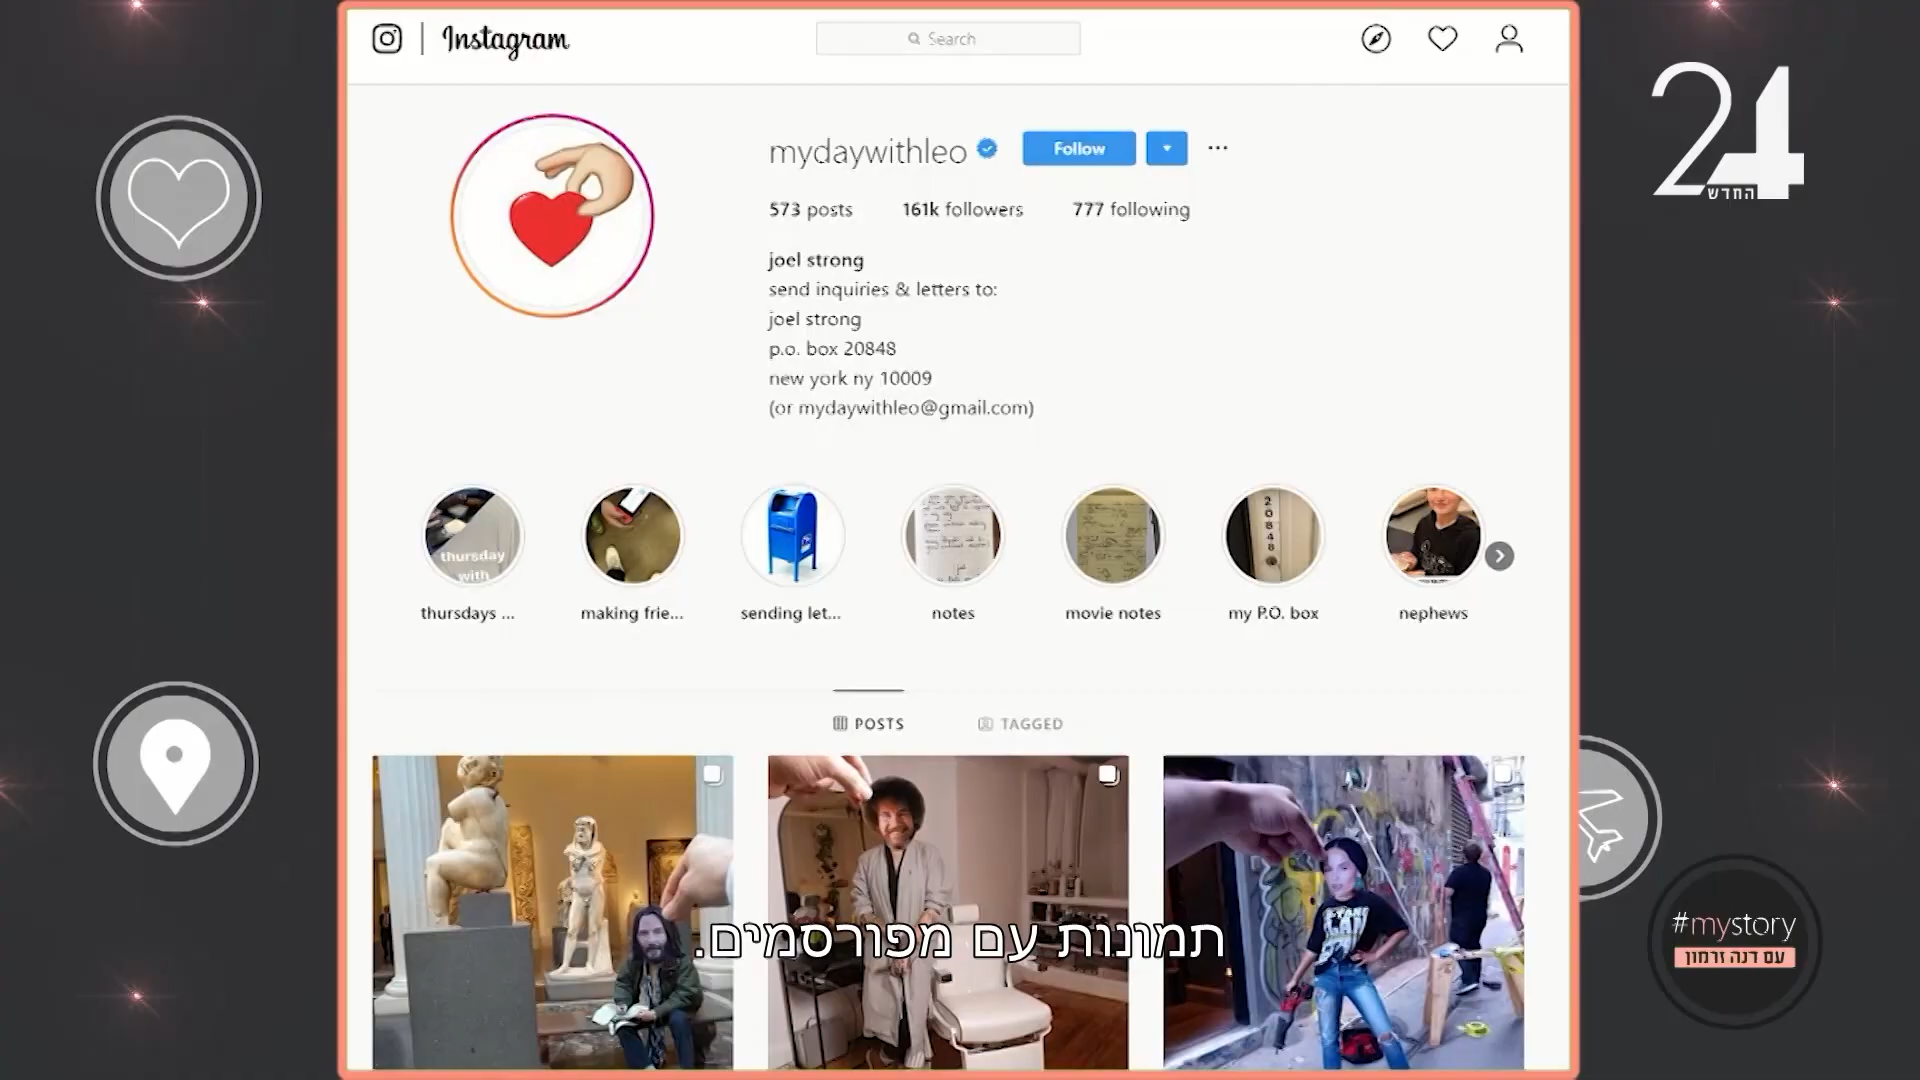 Instagram
Search
24
החדש
mydaywithleo
Follow
573 posts 161k followers 777 following
joel strong
send inquiries & letters to:
joel strong
p.o. box 20848
new york ny 10009
(or mydaywithleo@gmail.com)
thursday
with
20848
thursdays ...
making frie...
sending let...
notes
movie notes
my P.O. box
nephews
POSTS
TAGGED
תמונות עם מפורסמים.
#mystory
עם דנה זרמון